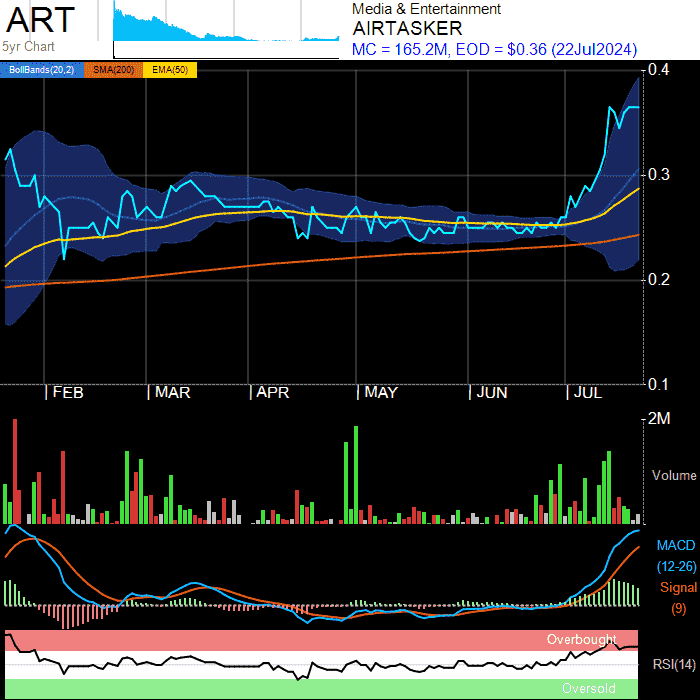 ART
5yr Chart
Media & Entertainment
AIRTASKER
MC = 165.2M, EOD = $0.36 (22Jul2024)
BollBands(20,2) SMA(200) EMA(50)
0.4
0.3
0.2
0.1
FEB MAR APR MAY JUN JUL
2M
Volume
MACD
(12-26)
Signal
(9)
Overbought
RSI(14)
Oversold